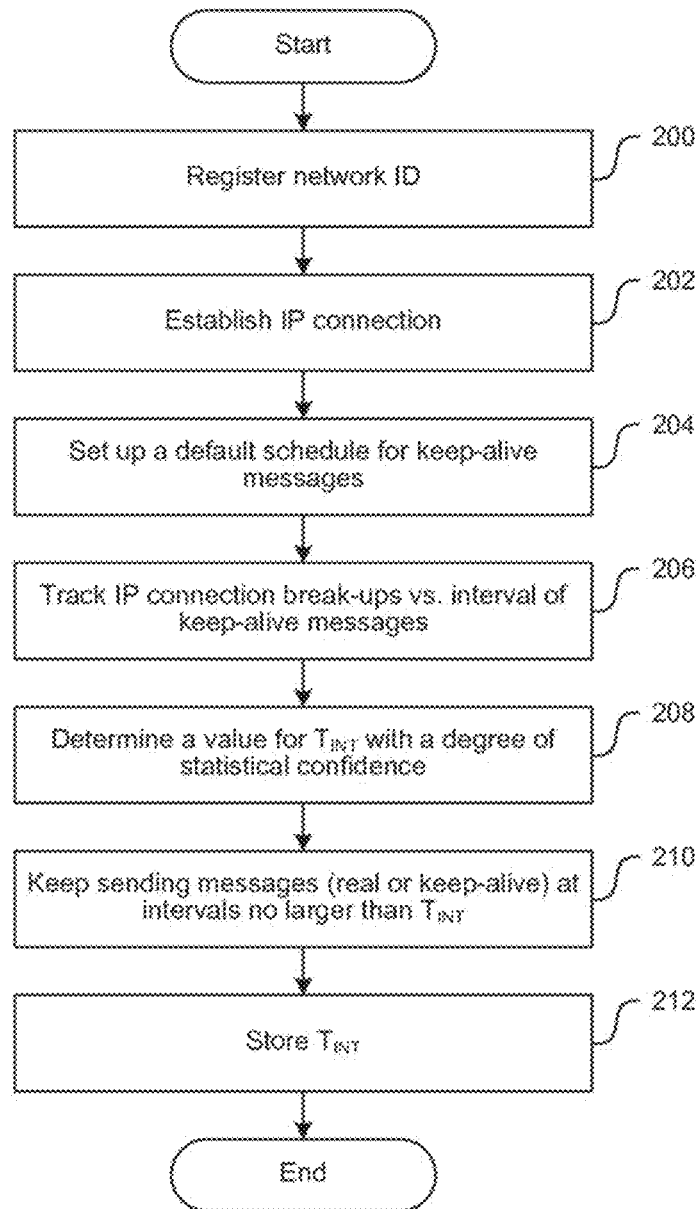 Start
200
Register network ID
202
Establish IP connection
204
Set up a default schedule for keep-alive
messages
206
Track IP connection break-ups vs. interval of
keep-alive messages
208
Determine a value for T_INT with a degree of
statistical confidence
210
Keep sending messages (real or keep-alive) at
intervals no larger than T_INT
212
Store T_INT
End